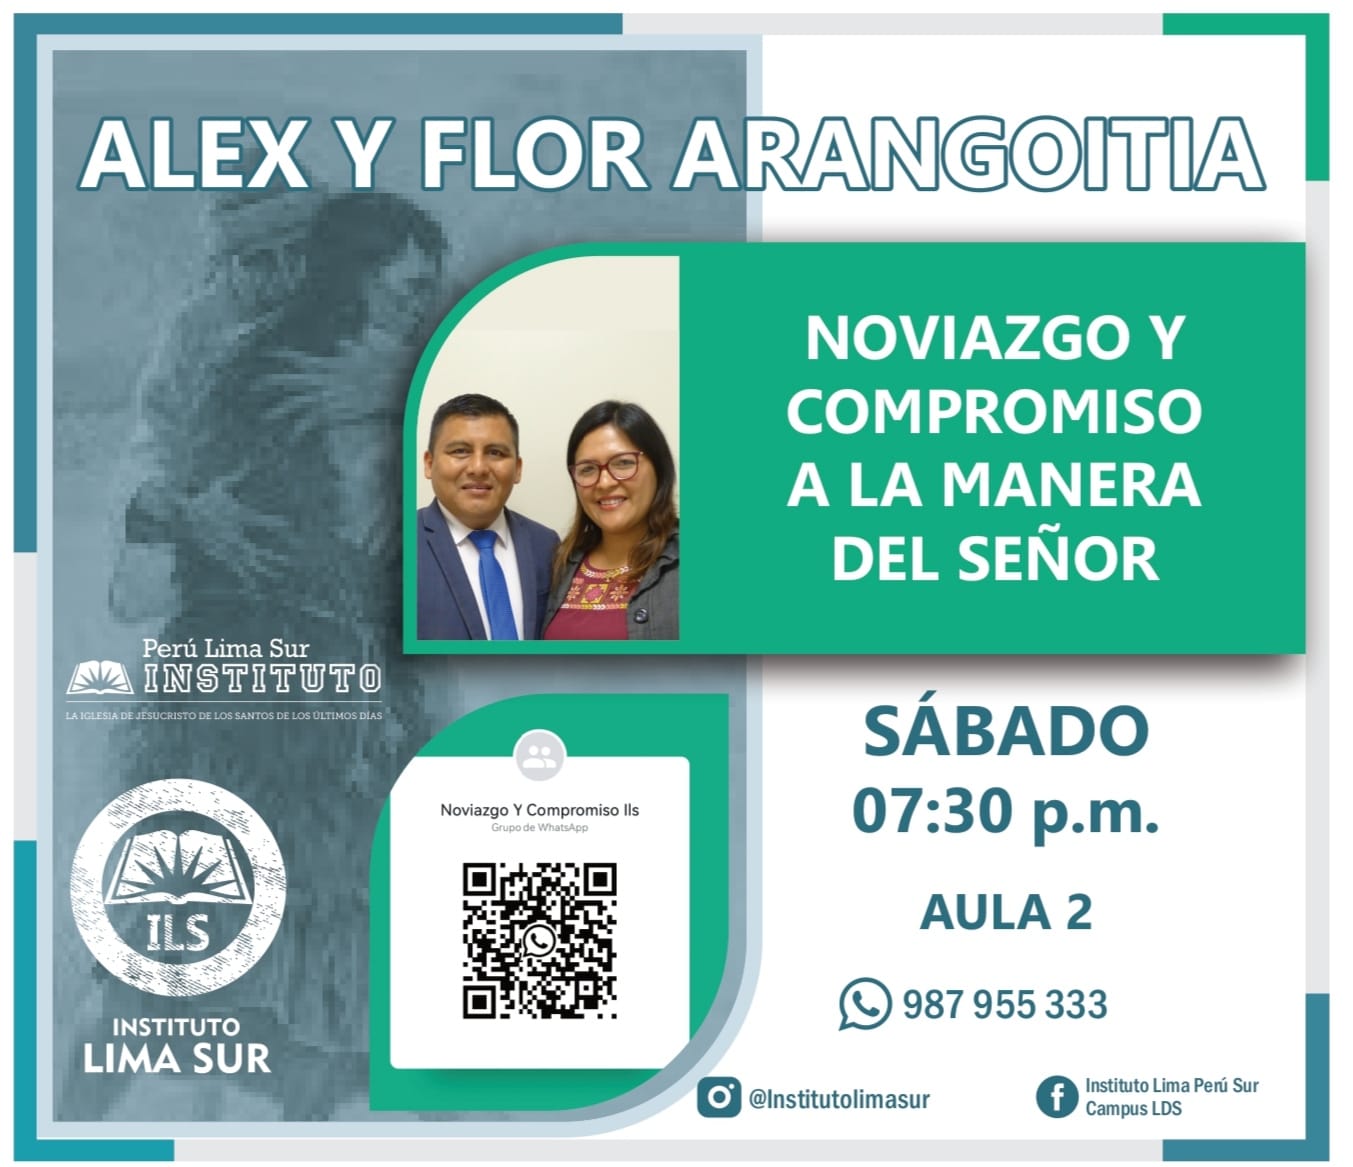 ALEX Y FLOR ARANGOITIA
NOVIAZGO Y
COMPROMISO
A LA MANERA
DEL SEÑOR
Perú Lima Sur
INSTITUTO
LA IGLESIA DE JESUCRISTO DE LOS SANTOS DE LOS ÚLTIMOS DÍAS
ILS
INSTITUTO
LIMA SUR
Noviazgo Y Compromiso Ils
Grupo de WhatsApp
SÁBADO
07:30 p.m.
AULA 2
987 955 333
@Institutolimasur
Instituto Lima Perú Sur
Campus LDS